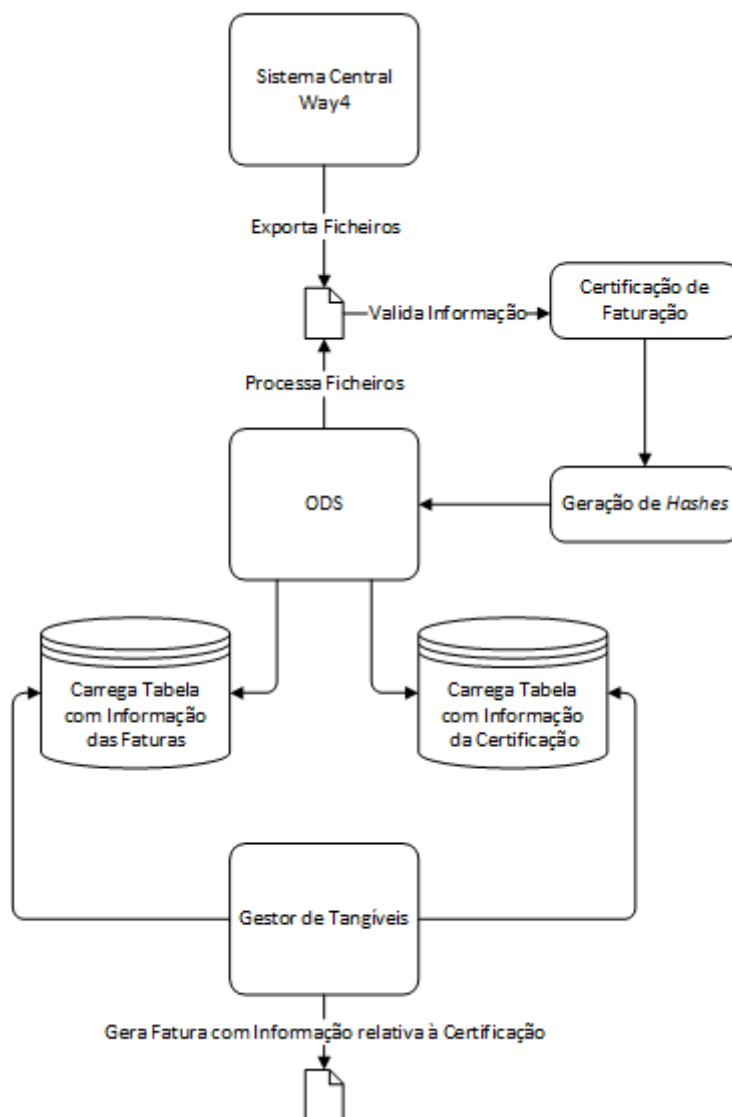 Sistema Central
Way4
Exporta Ficheiros
Certificação de
Faturação
Valida Informação
Processa Ficheiros
ODS
Geração de Hashes
Carrega Tabela
com Informação
das Faturas
Carrega Tabela
com Informação
da Certificação
Gestor de Tangíveis
Gera Fatura com Informação relativa à Certificação